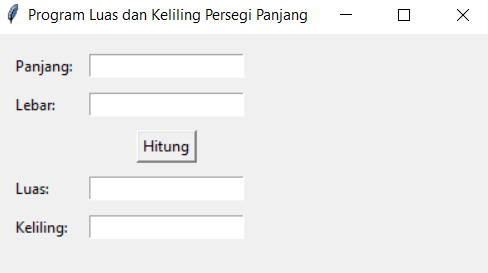 Program Luas dan Keliling Persegi Panjang
Panjang:
Lebar:
Hitung
Luas:
Keliling: